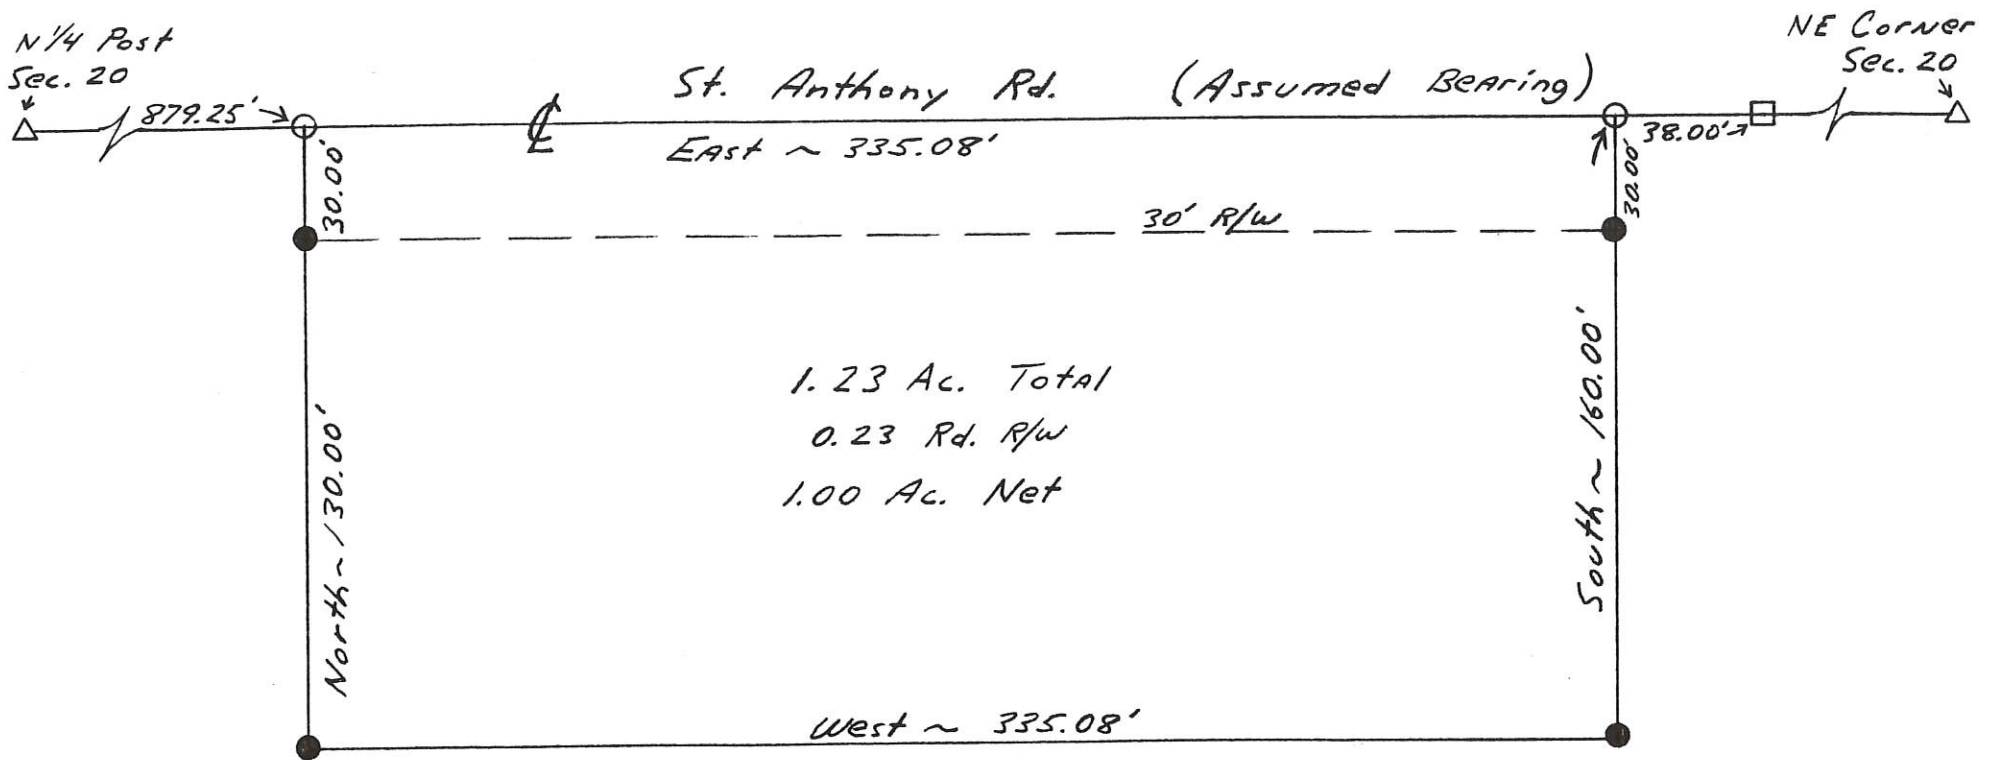 N 1/4 Post
Sec. 20
879.25'
St. Anthony Rd. (Assumed Bearing)
NE Corner
Sec. 20
℄
East ~ 335.08'
38.00'
30.00'
30.00'
30' R/W
1.23 Ac. Total
0.23 Rd. R/W
1.00 Ac. Net
North ~ 130.00'
South ~ 160.00'
West ~ 335.08'